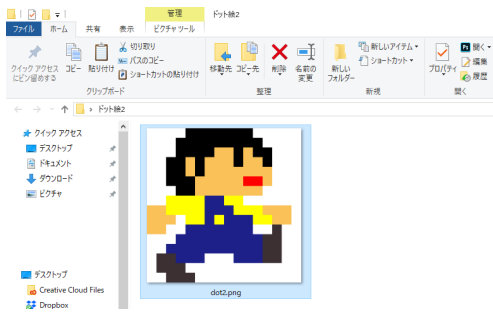 管理
ドット絵2
ファイル
ホーム
共有
表示
ピクチャ ツール
クイック アクセス
にピン留めする
コピー
貼り付け
切り取り
パスのコピー
ショートカットの貼り付け
クリップボード
移動先
コピー先
削除
名前の
変更
整理
新しい
フォルダー
新しいアイテム
ショートカット
新規
プロパティ
Ps
開く
編集
履歴
開く
ドット絵2
クイック アクセス
デスクトップ
ドキュメント
ダウンロード
ピクチャ
デスクトップ
Creative Cloud Files
Dropbox
dot2.png